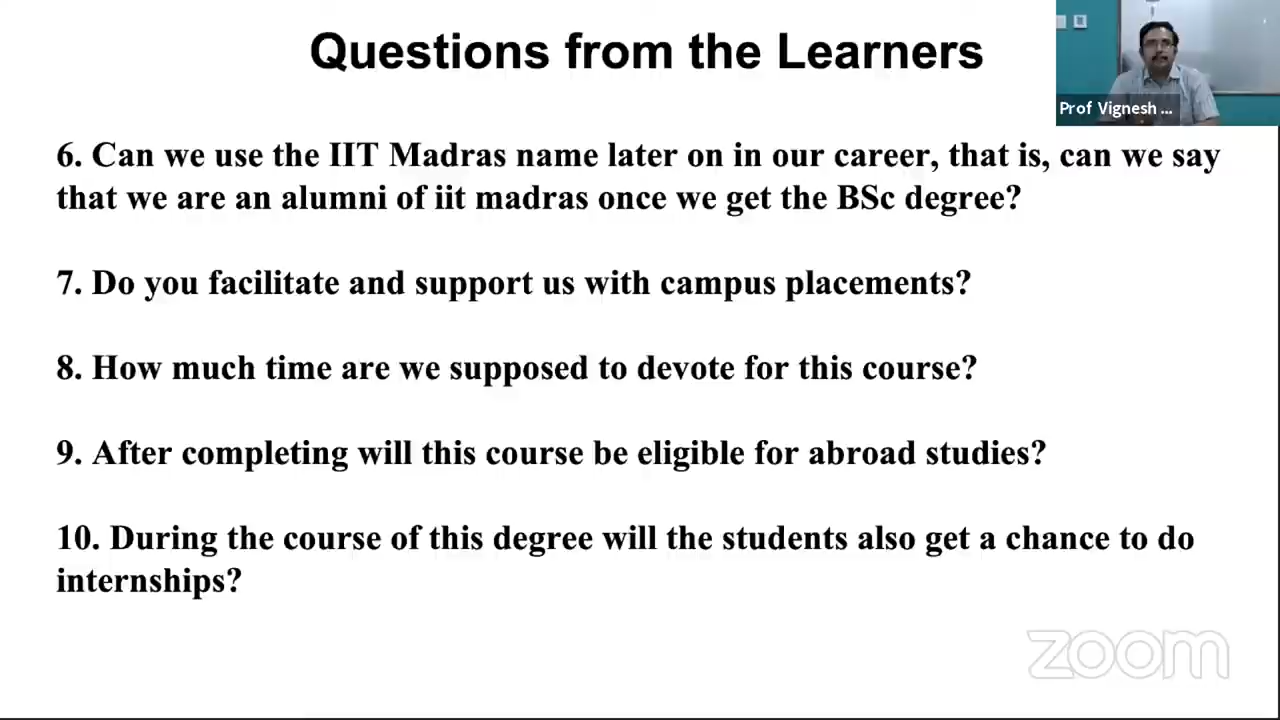 Questions from the Learners
Prof Vignesh ...
6. Can we use the IIT Madras name later on in our career, that is, can we say
that we are an alumni of iit madras once we get the BSc degree?
7. Do you facilitate and support us with campus placements?
8. How much time are we supposed to devote for this course?
9. After completing will this course be eligible for abroad studies?
10. During the course of this degree will the students also get a chance to do
internships?
zoom